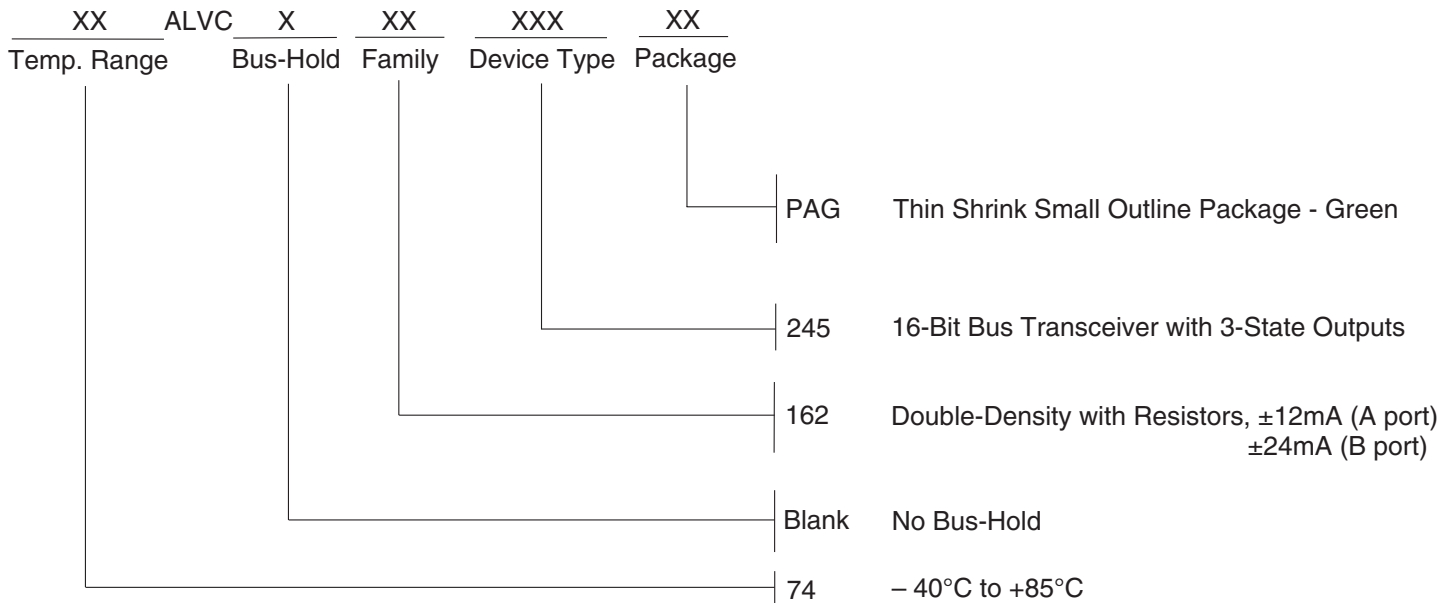 XX ALVC X XX XXX XX
Temp. Range Bus-Hold Family Device Type Package
PAG Thin Shrink Small Outline Package - Green
245 16-Bit Bus Transceiver with 3-State Outputs
162 Double-Density with Resistors, ±12mA (A port)
±24mA (B port)
Blank No Bus-Hold
74 – 40°C to +85°C